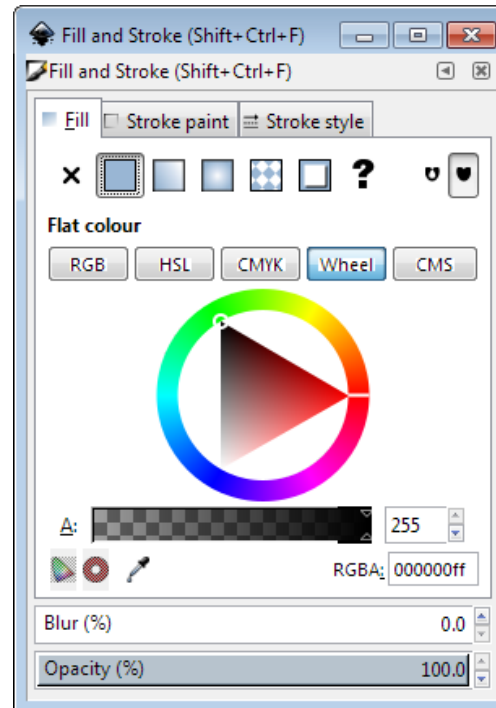 Fill and Stroke (Shift+Ctrl+F)
Fill and Stroke (Shift+Ctrl+F)
Fill Stroke paint Stroke style
?
Flat colour
RGB HSL CMYK Wheel CMS
A: 255
RGBA: 000000ff
Blur (%) 0.0
Opacity (%) 100.0